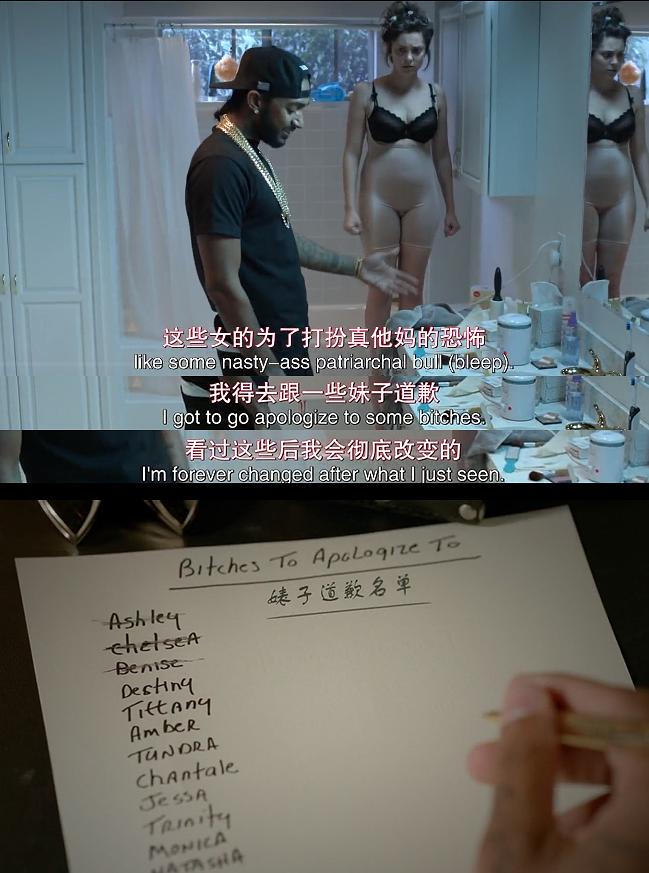 这些女的为了打扮真他妈的恐怖
like some nasty-ass patriarchal bull (bleep).
我得去跟一些妹子道歉
I got to go apologize to some bitches.
看过这些后我会彻底改变的
I'm forever changed after what I just seen.
Bitches To Apologize To
婊子道歉名单
Ashley
Chelsea
Denise
Destiny
Tiffany
Amber
TUNDRA
Chantale
Jessa
Trinity
MONICA
NATASHA